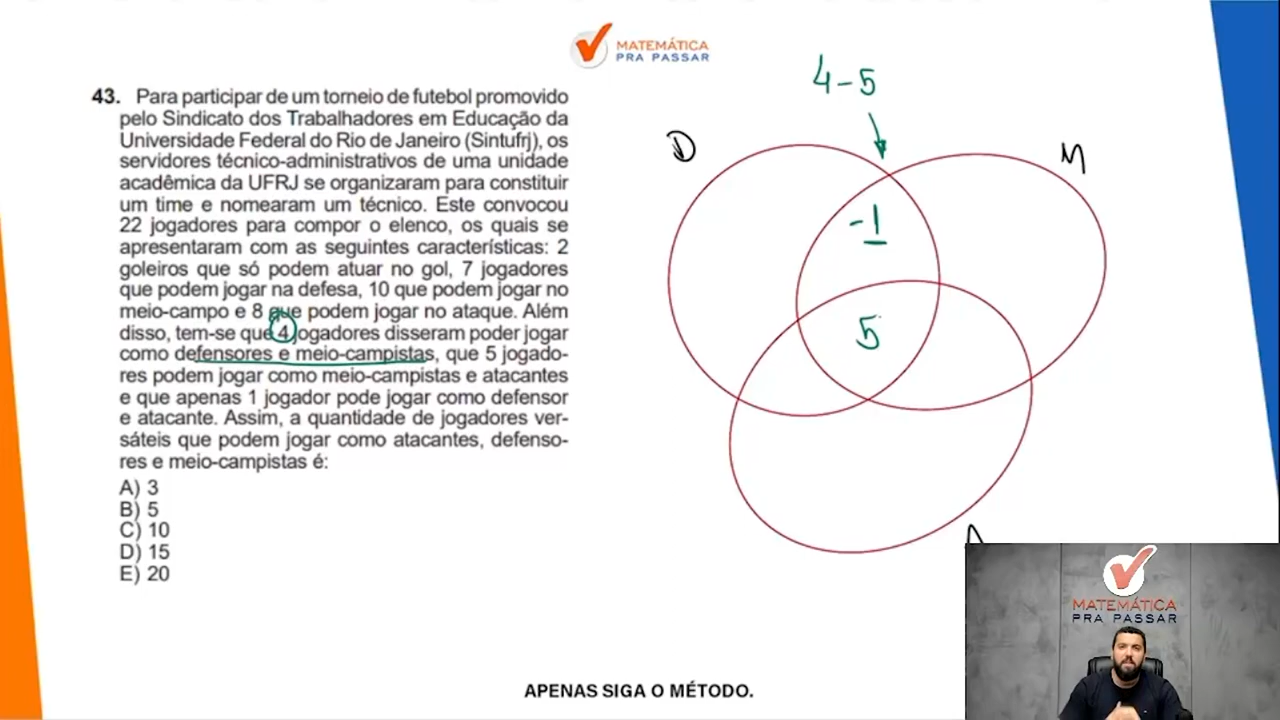 MATEMÁTICA
PRA PASSAR
43. Para participar de um torneio de futebol promovido
pelo Sindicato dos Trabalhadores em Educação da
Universidade Federal do Rio de Janeiro (Sintufrj), os
servidores técnico-administrativos de uma unidade
acadêmica da UFRJ se organizaram para constituir
um time e nomearam um técnico. Este convocou
22 jogadores para compor o elenco, os quais se
apresentaram com as seguintes características: 2
goleiros que só podem atuar no gol, 7 jogadores
que podem jogar na defesa, 10 que podem jogar no
meio-campo e 8 que podem jogar no ataque. Além
disso, tem-se que 4 jogadores disseram poder jogar
como defensores e meio-campistas, que 5 jogado-
res podem jogar como meio-campistas e atacantes
e que apenas 1 jogador pode jogar como defensor
e atacante. Assim, a quantidade de jogadores ver-
sáteis que podem jogar como atacantes, defenso-
res e meio-campistas é:
A) 3
B) 5
C) 10
D) 15
E) 20
4-5
D
M
-1
5
MATEMÁTICA
PRA PASSAR
APENAS SIGA O MÉTODO.